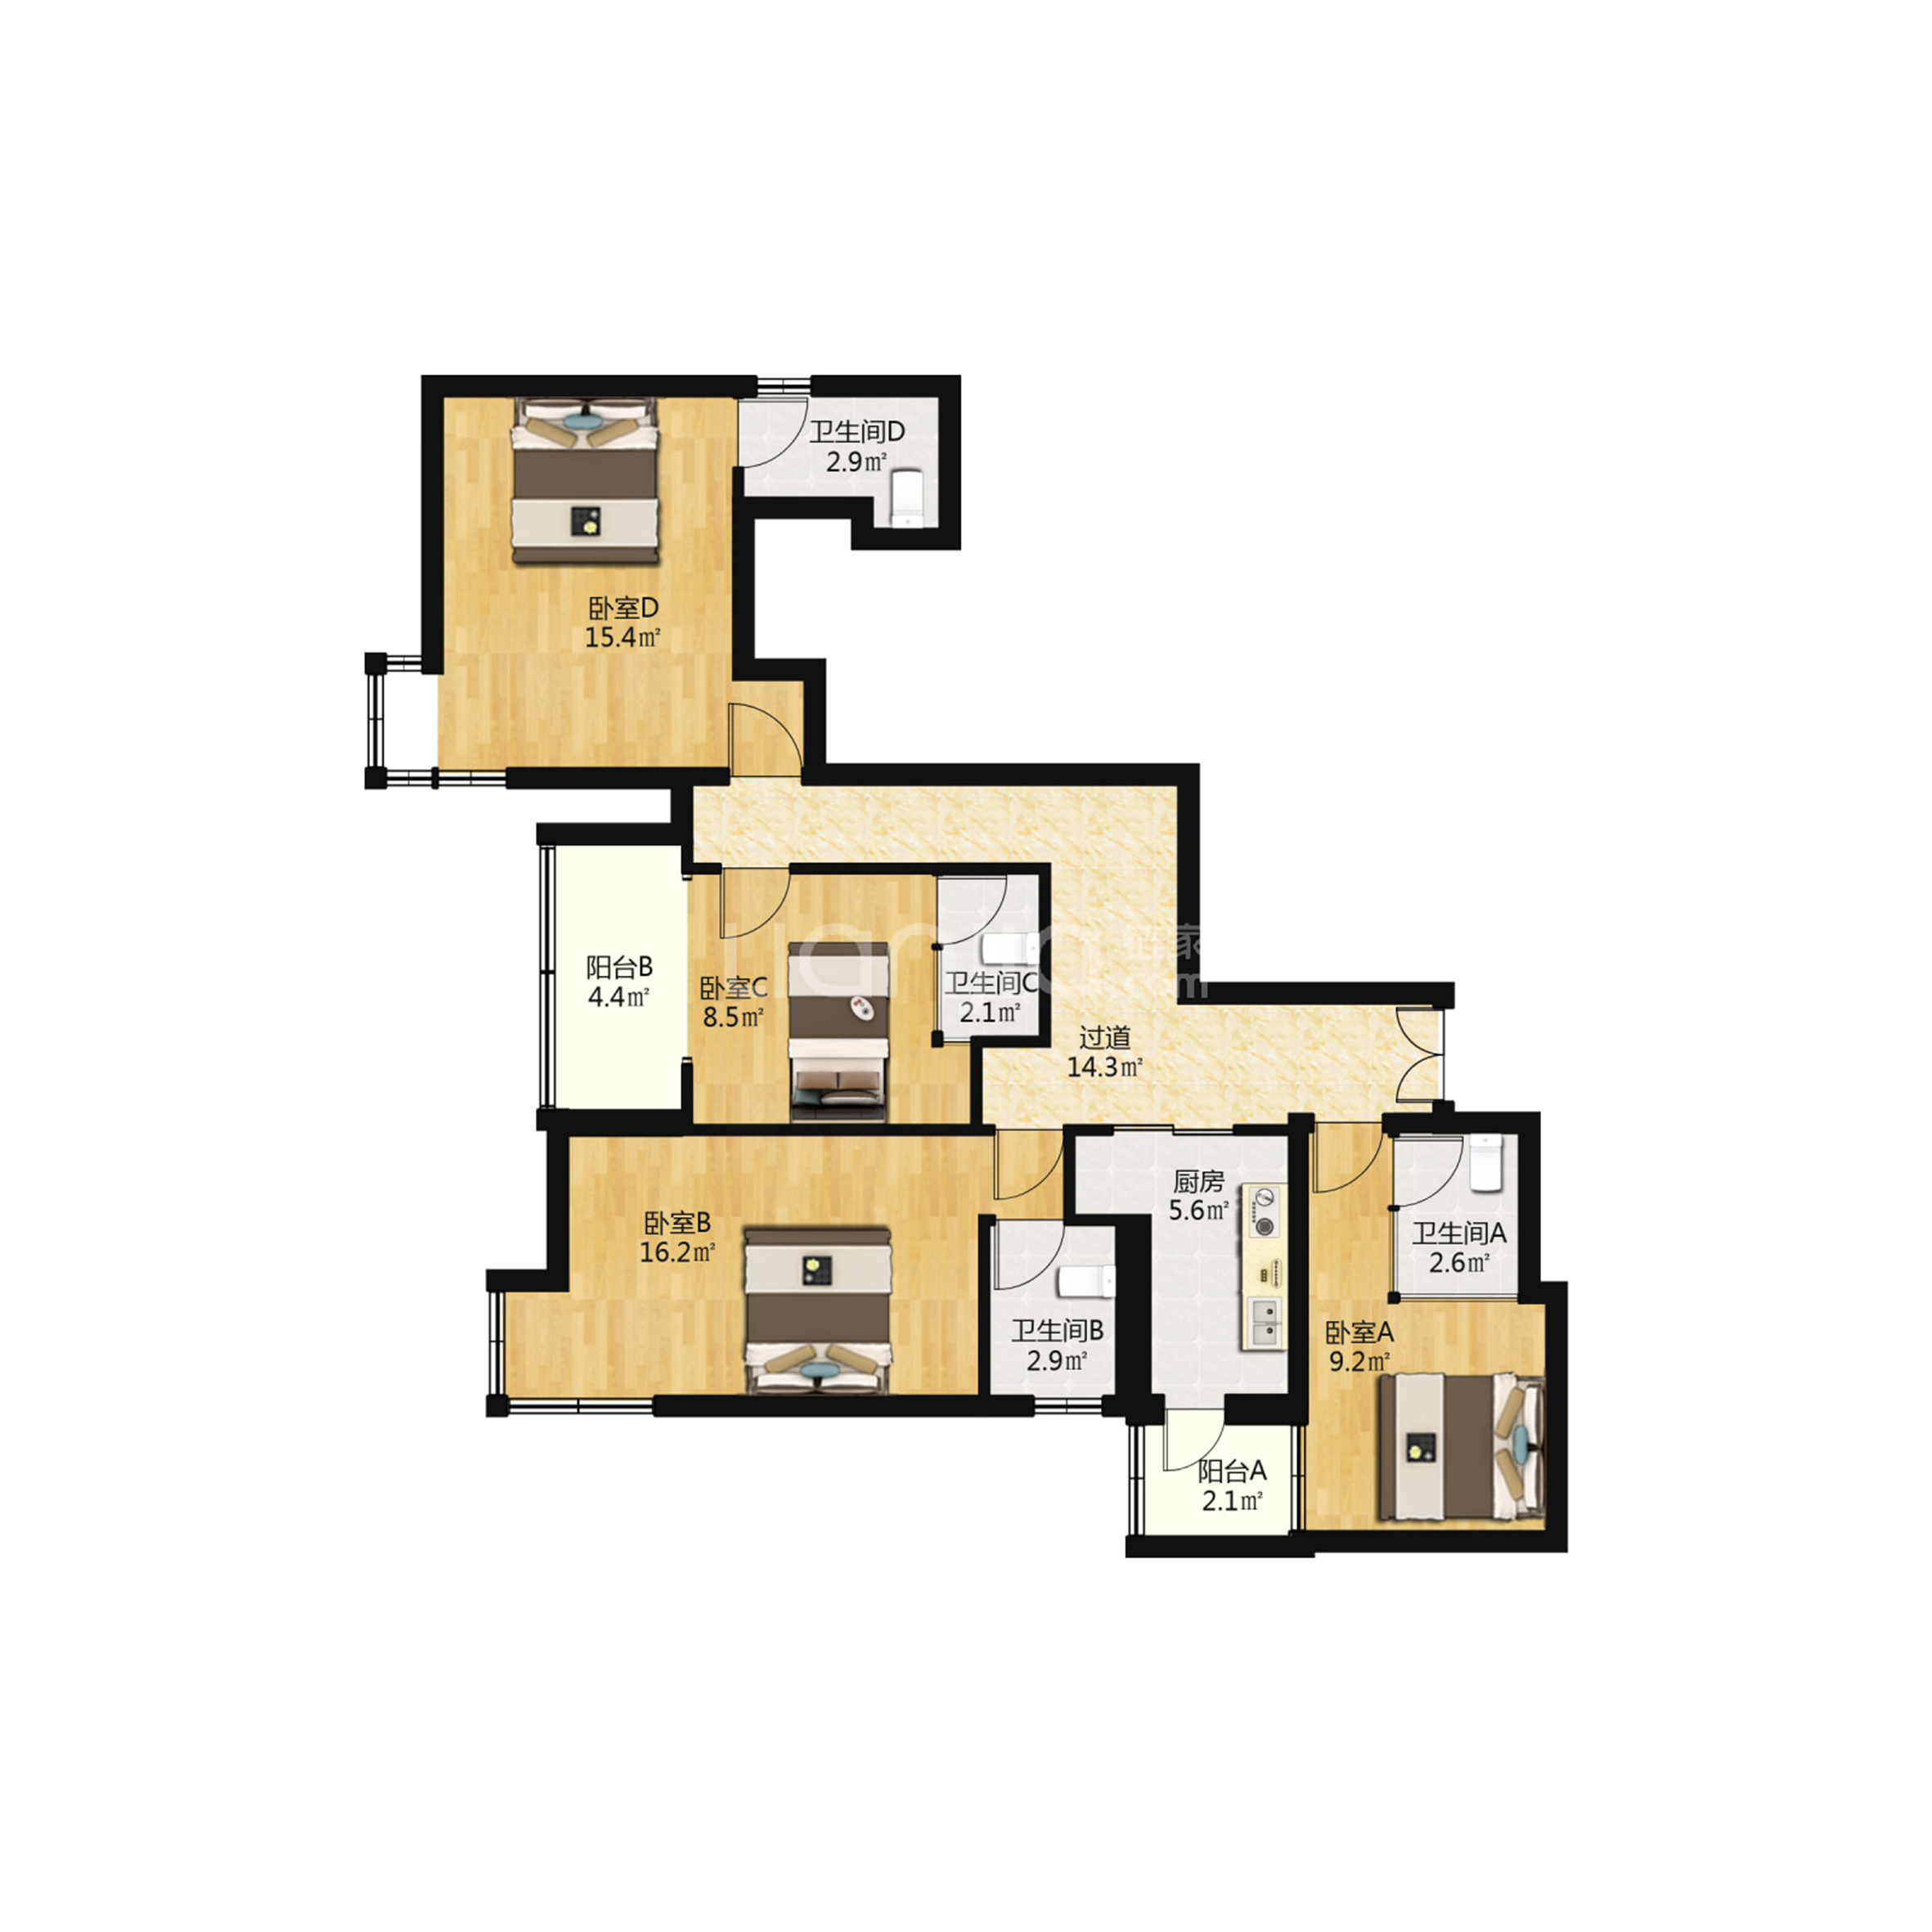 卫生间D
2.9㎡
卧室D
15.4㎡
阳台B
4.4㎡
卧室C
8.5㎡
卫生间C
2.1㎡
过道
14.3㎡
卧室B
16.2㎡
厨房
5.6㎡
卫生间A
2.6㎡
卫生间B
2.9㎡
卧室A
9.2㎡
阳台A
2.1㎡